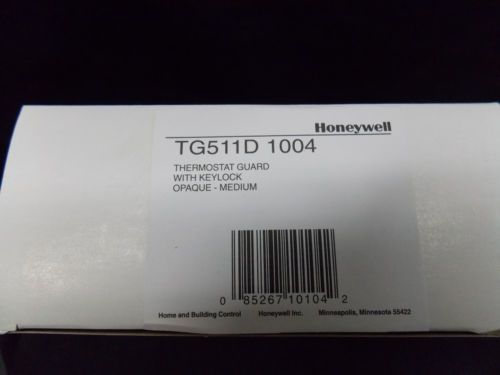 Honeywell
TG511D 1004
THERMOSTAT GUARD
WITH KEYLOCK
OPAQUE - MEDIUM
0 85267 10104 2
Home and Building Control Honeywell Inc. Minneapolis, Minnesota 55422